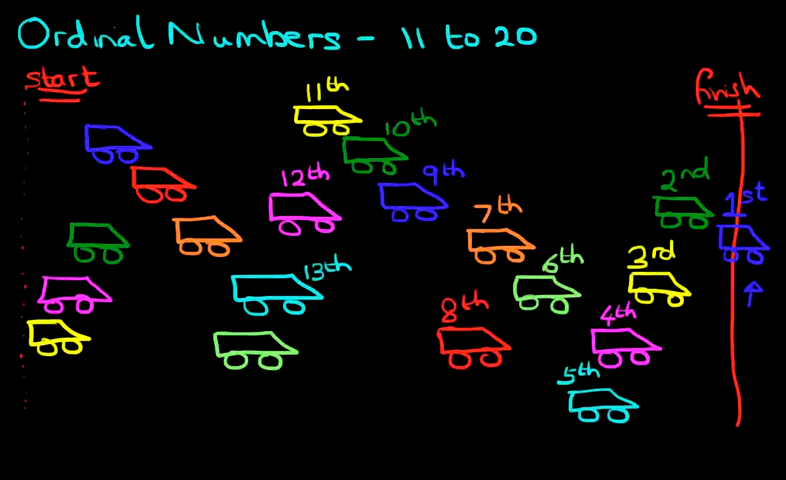 Ordinal Numbers - 11 to 20
start
finish
11th
10th
12th
9th
2nd
1st
7th
13th
6th
3rd
8th
4th
5th